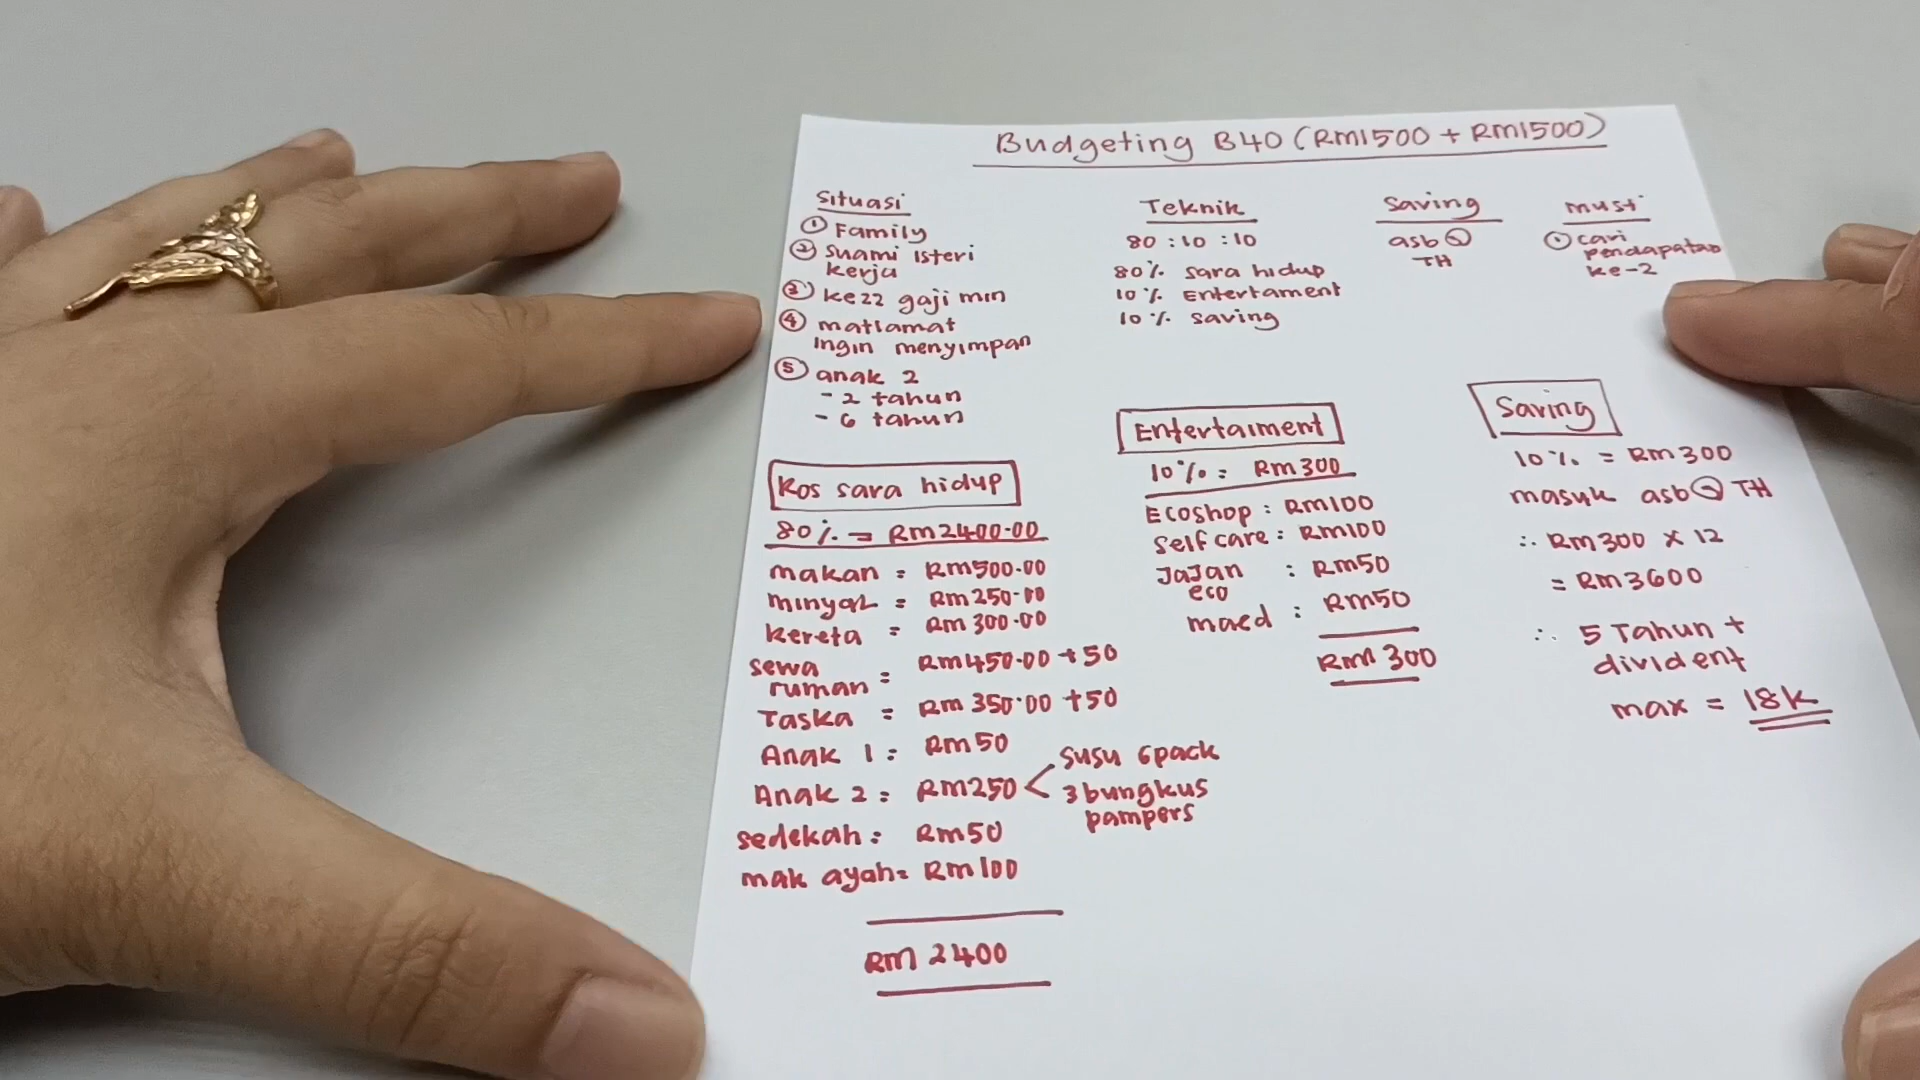 Budgeting B40 (RM1500 + RM1500)
Situasi
① Family
② Suami Isteri
kerja
③ ke22 gaji min
④ matlamat
Ingin menyimpan
⑤ anak 2
- 2 tahun
- 6 tahun
Teknik
80 : 10 : 10
80% sara hidup
10% Entertament
10% saving
Saving
asb
TH
must
① cari
pendapatan
ke-2
Kos sara hidup
80% = RM2400.00
makan = RM500.00
minyak = RM250.00
kereta = RM300.00
sewa
rumah = RM450.00 +50
Taska = RM350.00 +50
Anak 1 : RM50
Anak 2 : RM250 < susu 6pack
3 bungkus
pampers
sedekah : RM50
mak ayah = RM100
RM 2400
Entertaiment
10% = RM300
Ecoshop : RM100
Self care : RM100
Jajan : RM50
eco
maed : RM50
RM 300
Saving
10% = RM300
masuk asb TH
∴ RM300 x 12
= RM3600
∴ 5 Tahun +
divident
max = 18K